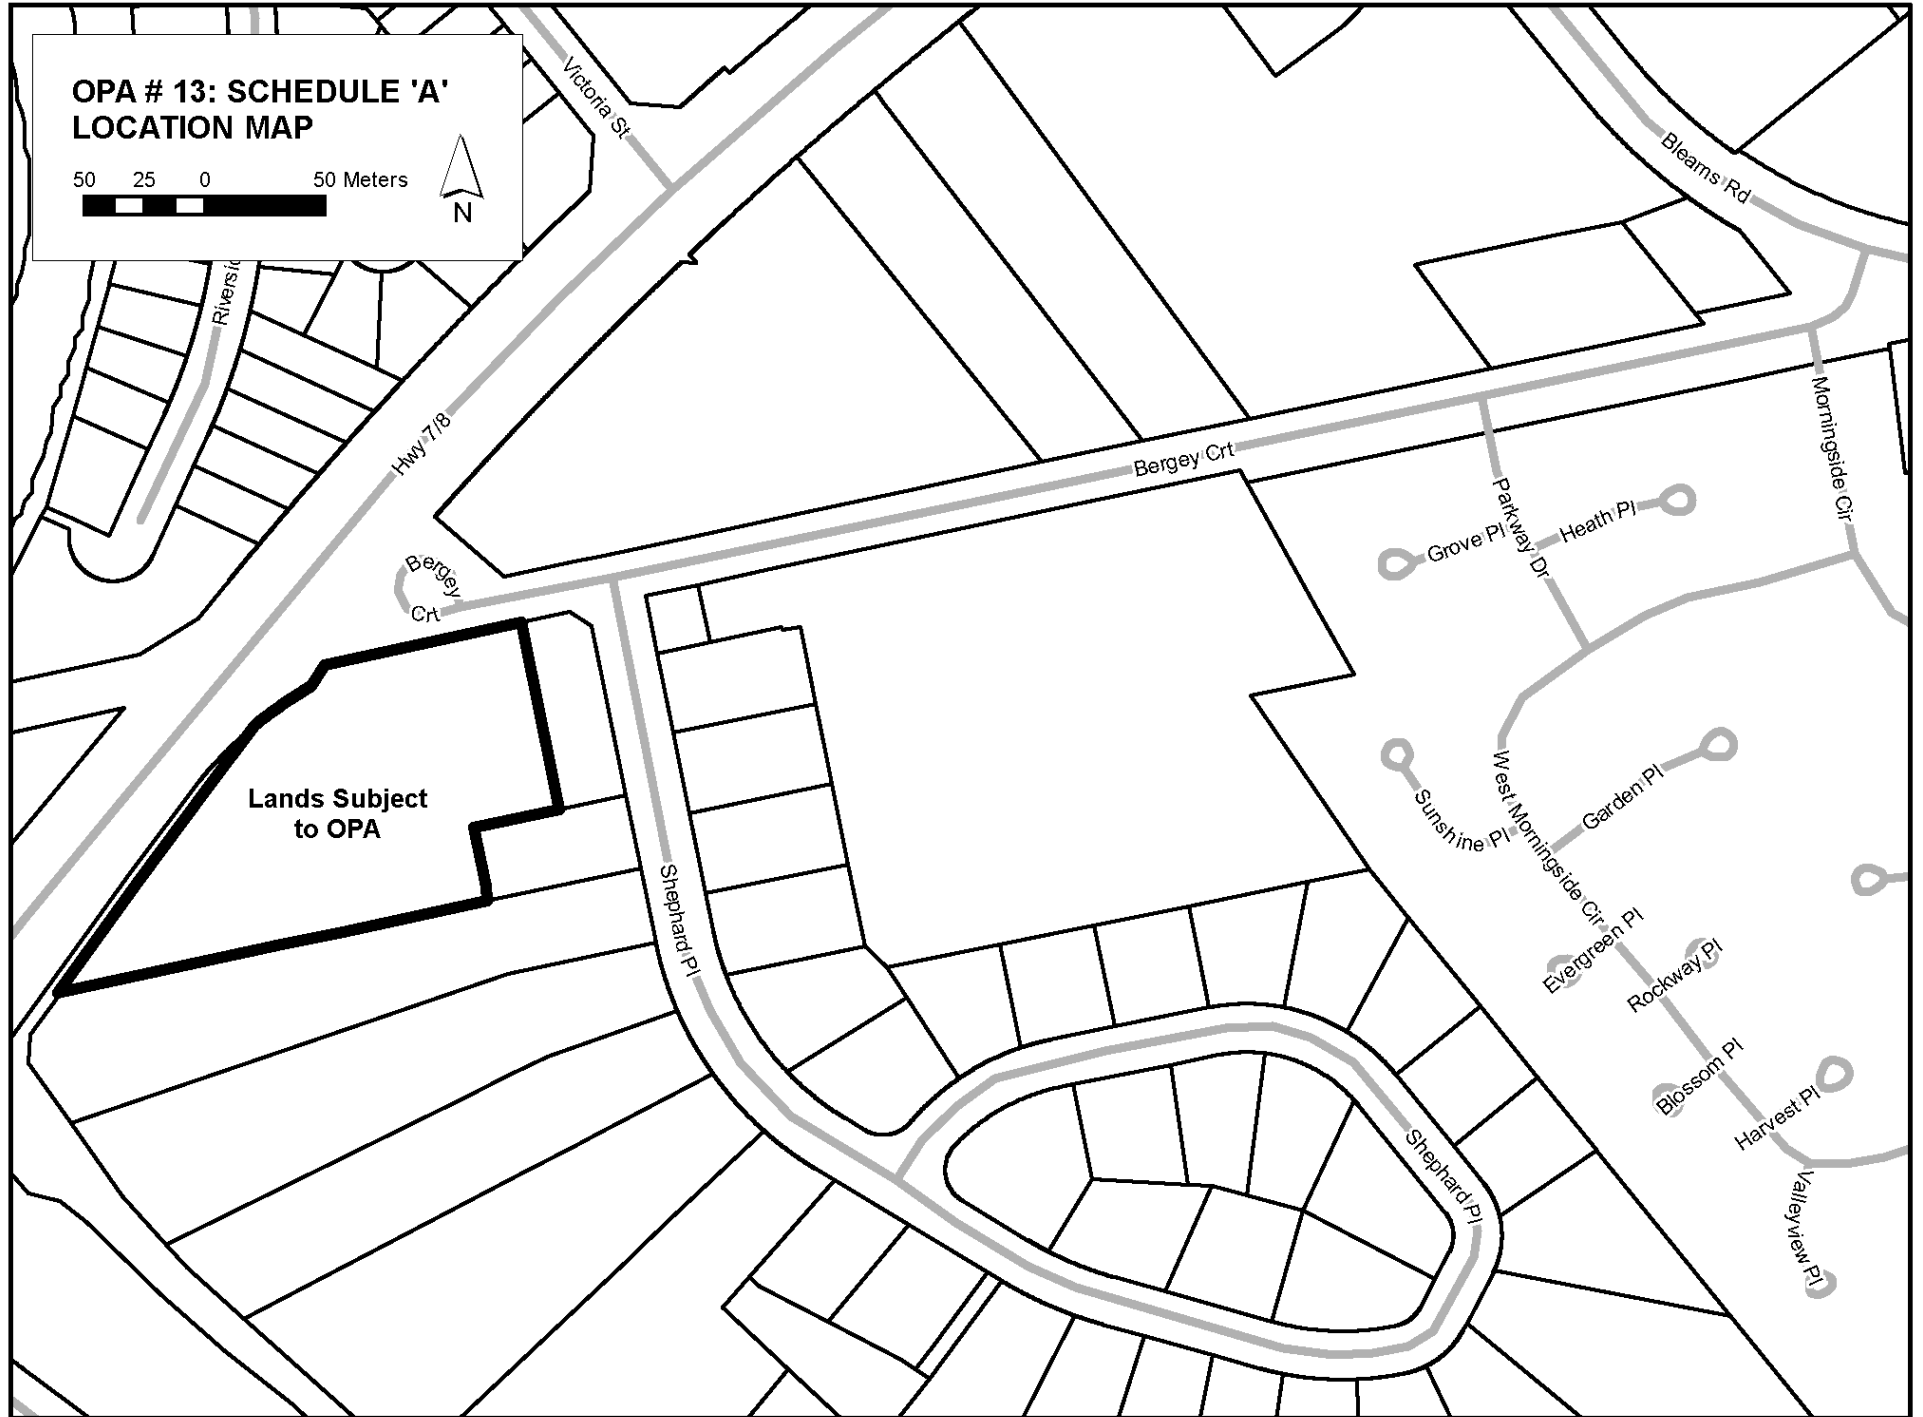 OPA # 13: SCHEDULE 'A'
LOCATION MAP
50 25 0 50 Meters
N
Victoria St
Bleams Rd
Hwy 7/8
Bergey Crt
Morningside Cir
Parkway Dr
Heath Pl
Grove Pl
Bergey
Crt
Lands Subject
to OPA
Shephard Pl
West Morningside Cir
Sunshine Pl
Garden Pl
Evergreen Pl
Rockway Pl
Blossom Pl
Harvest Pl
Valleyview Pl
Shephard Pl